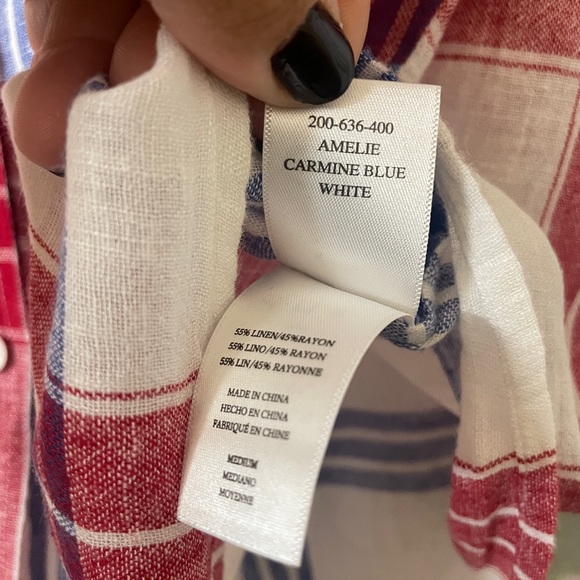 200-636-400
AMELIE
CARMINE BLUE
WHITE
55% LINEN/45%RAYON
55% LINO/45% RAYON
55% LIN/45% RAYONNE
MADE IN CHINA
HECHO EN CHINA
FABRIQUÉ EN CHINE
MEDIUM
MEDIANO
MOYENNE